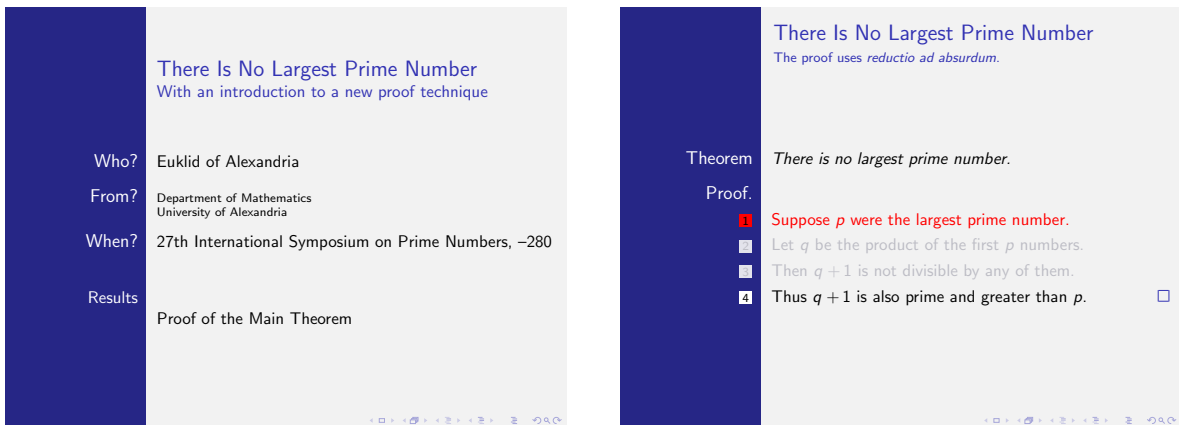 There Is No Largest Prime Number
With an introduction to a new proof technique
Who? Euklid of Alexandria
From? Department of Mathematics
University of Alexandria
When? 27th International Symposium on Prime Numbers, –280
Results
Proof of the Main Theorem
There Is No Largest Prime Number
The proof uses reductio ad absurdum.
Theorem There is no largest prime number.
Proof.
1 Suppose p were the largest prime number.
2 Let q be the product of the first p numbers.
3 Then q + 1 is not divisible by any of them.
4 Thus q + 1 is also prime and greater than p.